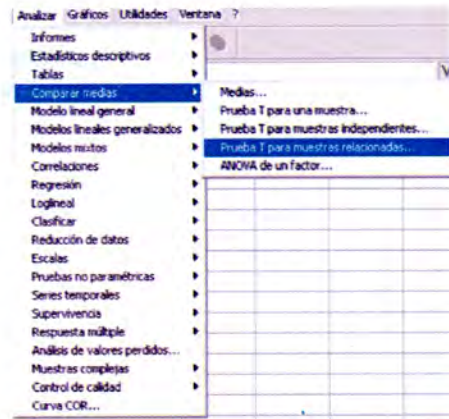 Analizar Gráficos Utilidades Ventana ?
Informes
Estadísticos descriptivos
Tablas
Comparar medias
Modelo lineal general
Modelos lineales generalizados
Modelos mixtos
Correlaciones
Regresión
Loglineal
Clasificar
Reducción de datos
Escalas
Pruebas no paramétricas
Series temporales
Supervivencia
Respuesta múltiple
Análisis de valores perdidos...
Muestras complejas
Control de calidad
Curva COR...
V
Medias...
Prueba T para una muestra...
Prueba T para muestras independientes...
Prueba T para muestras relacionadas...
ANOVA de un factor...